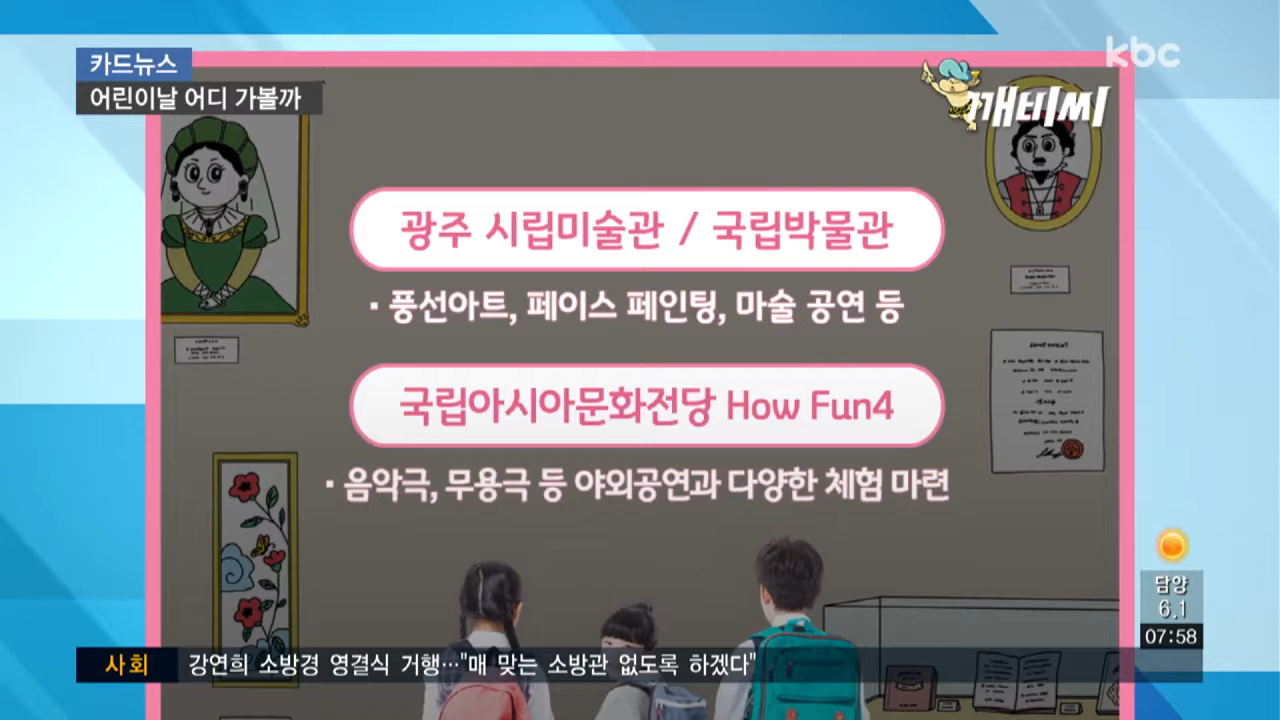 kbc
카드뉴스
어린이날 어디 가볼까
깨티씨
광주 시립미술관 / 국립박물관
· 풍선아트, 페이스 페인팅, 마술 공연 등
국립아시아문화전당 How Fun4
· 음악극, 무용극 등 야외공연과 다양한 체험 마련
담양
6.1
07:58
사회 강연희 소방경 영결식 거행…"매 맞는 소방관 없도록 하겠다"